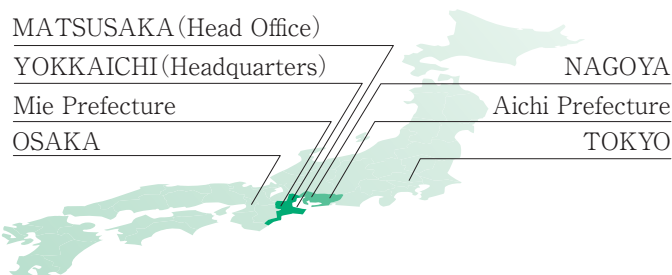 MATSUSAKA(Head Office)
YOKKAICHI(Headquarters)
Mie Prefecture
OSAKA
NAGOYA
Aichi Prefecture
TOKYO